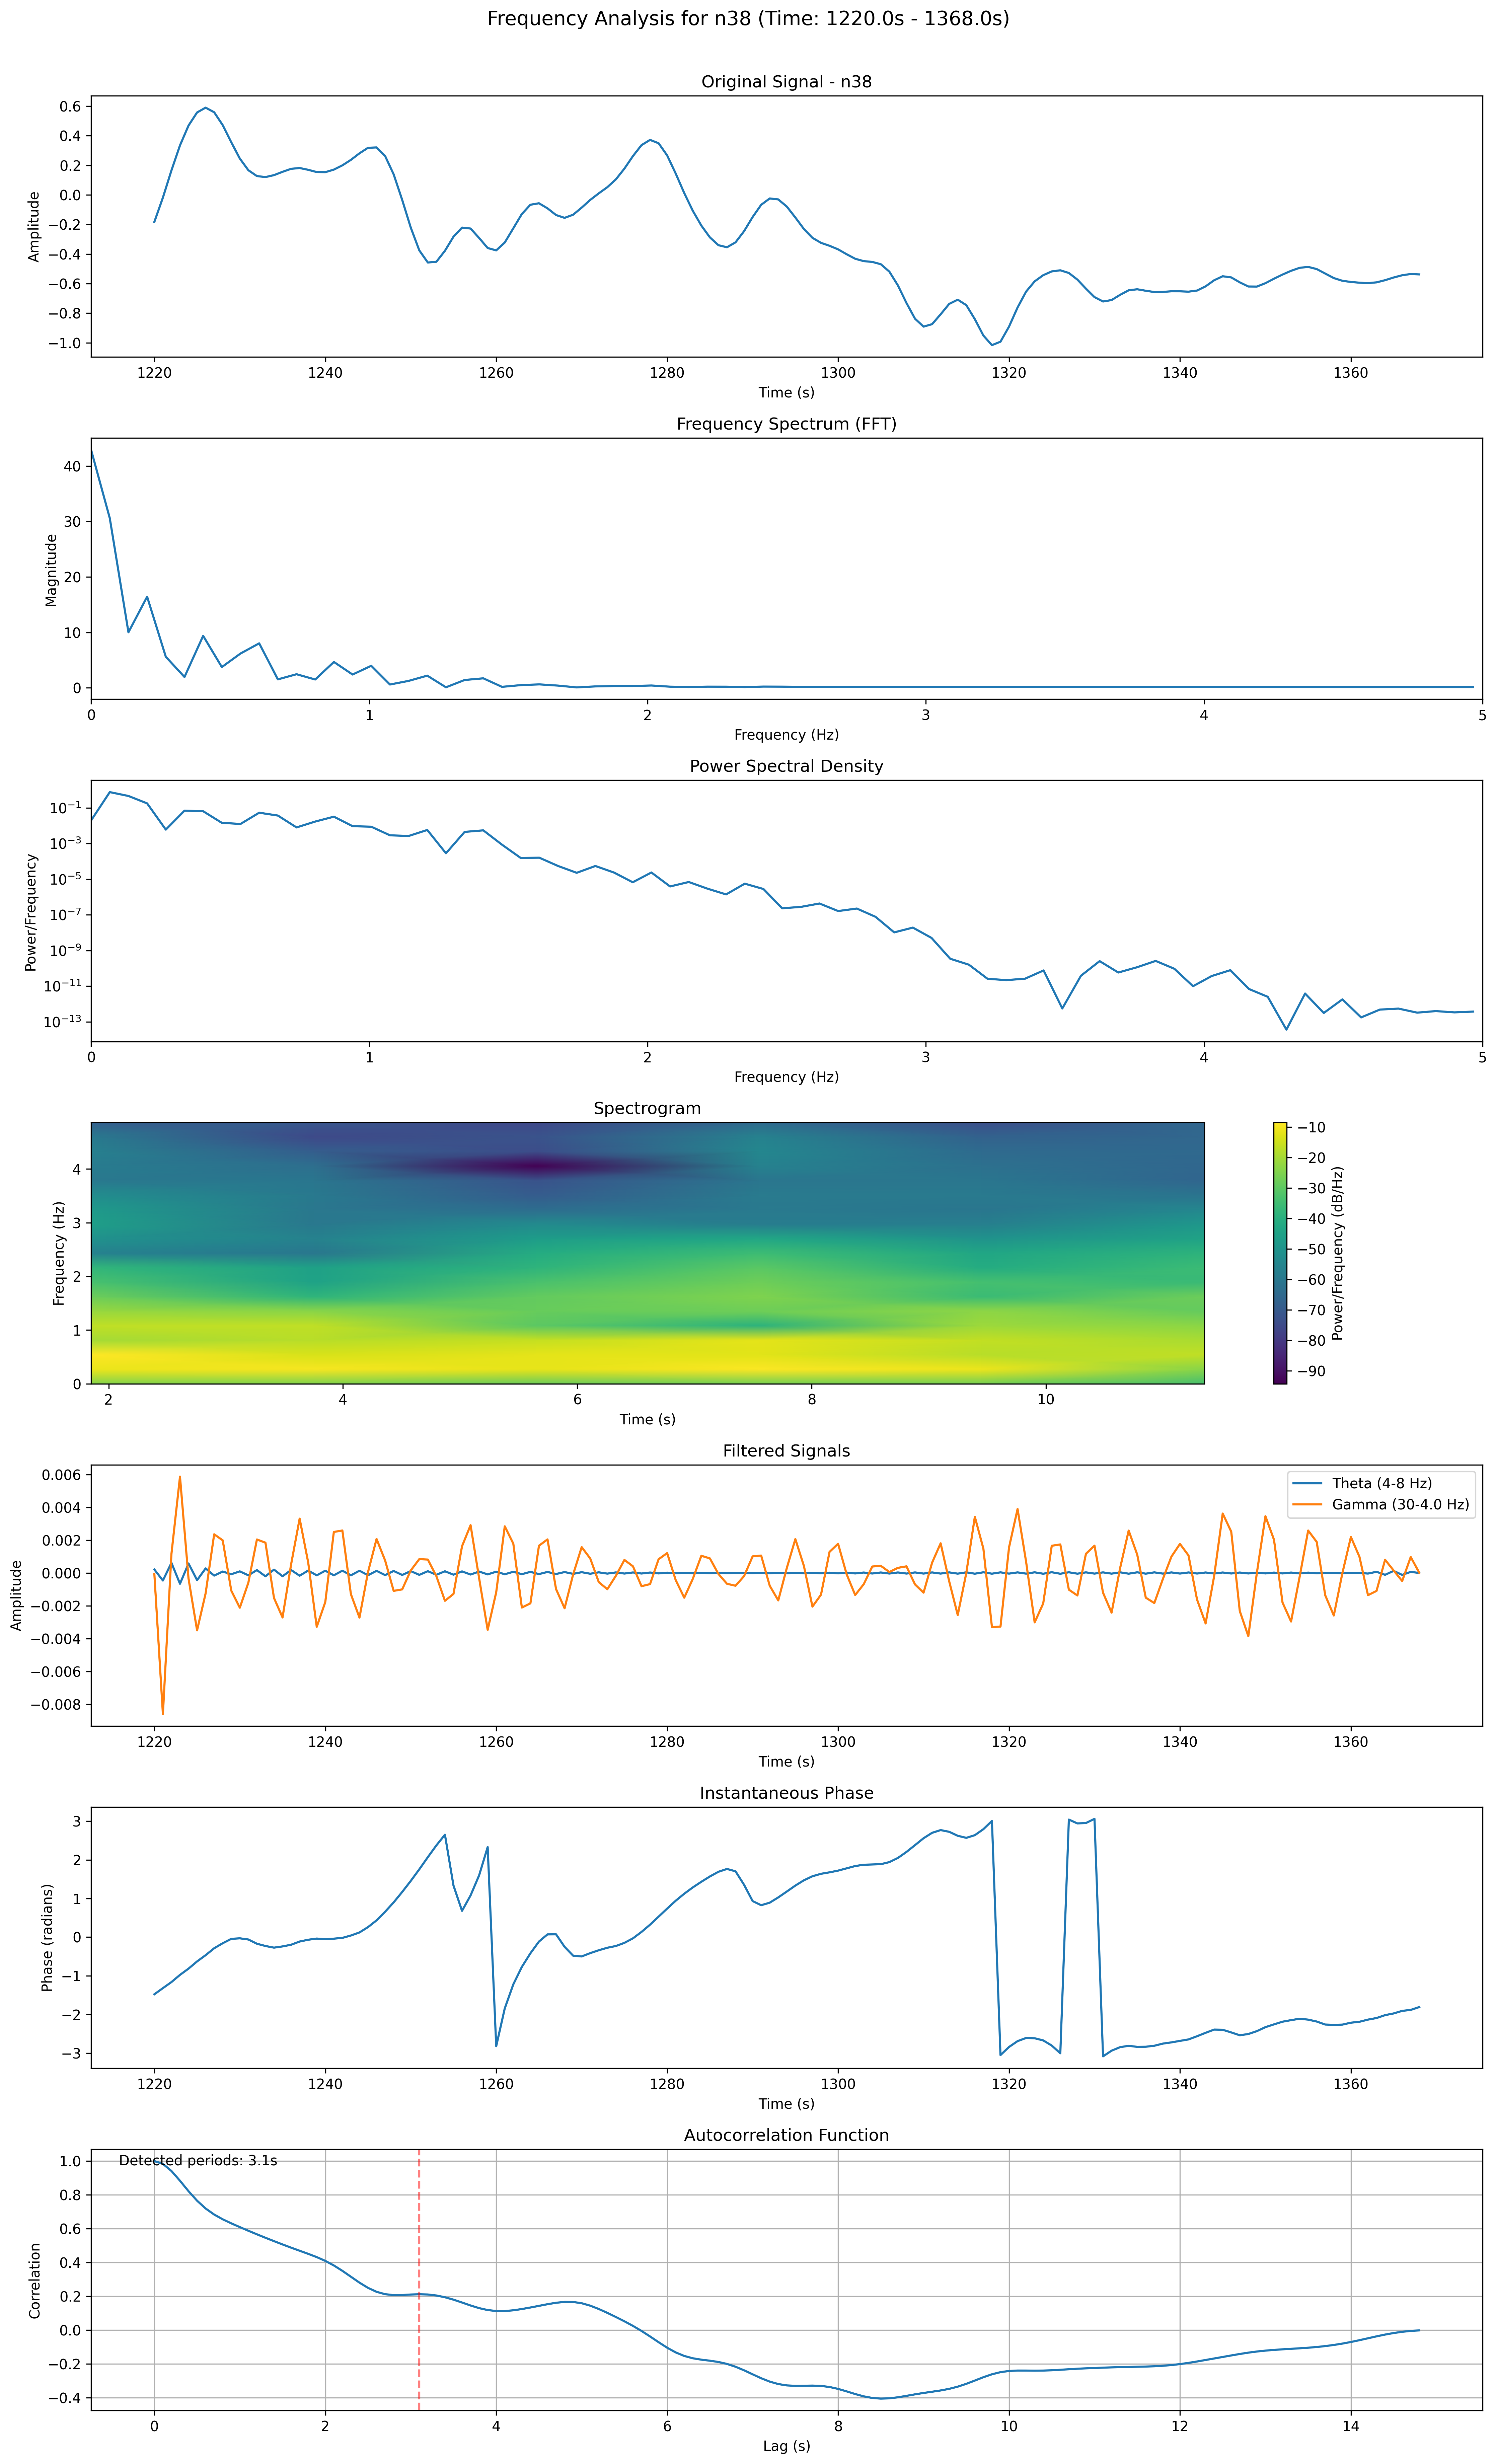 Frequency Analysis for n38 (Time: 1220.0s - 1368.0s)
Original Signal - n38
0.6
0.4
0.2
0.0
−0.2
−0.4
−0.6
−0.8
−1.0
Amplitude
1220 1240 1260 1280 1300 1320 1340 1360
Time (s)
Frequency Spectrum (FFT)
40
30
20
10
0
Magnitude
0 1 2 3 4 5
Frequency (Hz)
Power Spectral Density
10⁻¹
10⁻³
10⁻⁵
10⁻⁷
10⁻⁹
10⁻¹¹
10⁻¹³
Power/Frequency
0 1 2 3 4 5
Frequency (Hz)
Spectrogram
4
3
2
1
0
Frequency (Hz)
2 4 6 8 10
Time (s)
−10
−20
−30
−40
−50
−60
−70
−80
−90
Power/Frequency (dB/Hz)
Filtered Signals
0.006
0.004
0.002
0.000
−0.002
−0.004
−0.006
−0.008
Amplitude
Theta (4-8 Hz)
Gamma (30-4.0 Hz)
1220 1240 1260 1280 1300 1320 1340 1360
Time (s)
Instantaneous Phase
3
2
1
0
−1
−2
−3
Phase (radians)
1220 1240 1260 1280 1300 1320 1340 1360
Time (s)
Autocorrelation Function
Detected periods: 3.1s
1.0
0.8
0.6
0.4
0.2
0.0
−0.2
−0.4
Correlation
0 2 4 6 8 10 12 14
Lag (s)